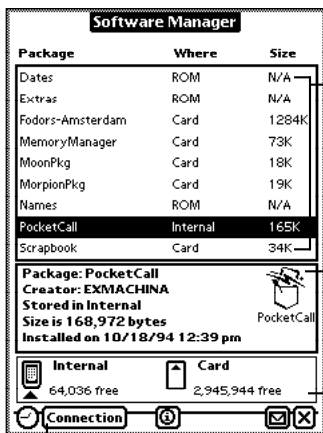 Software Manager
Package Where Size
Dates ROM N/A
Extras ROM N/A
Fodors-Amsterdam Card 1284K
MemoryManager Card 73K
MoonPkg Card 18K
MorpionPkg Card 19K
Names ROM N/A
PocketCall Internal 165K
Scrapbook Card 34K
Package: PocketCall
Creator: EXMACHINA
Stored in Internal
Size is 168,972 bytes
Installed on 10/18/94 12:39 pm
PocketCall
Internal Card
64,036 free 2,945,944 free
Connection